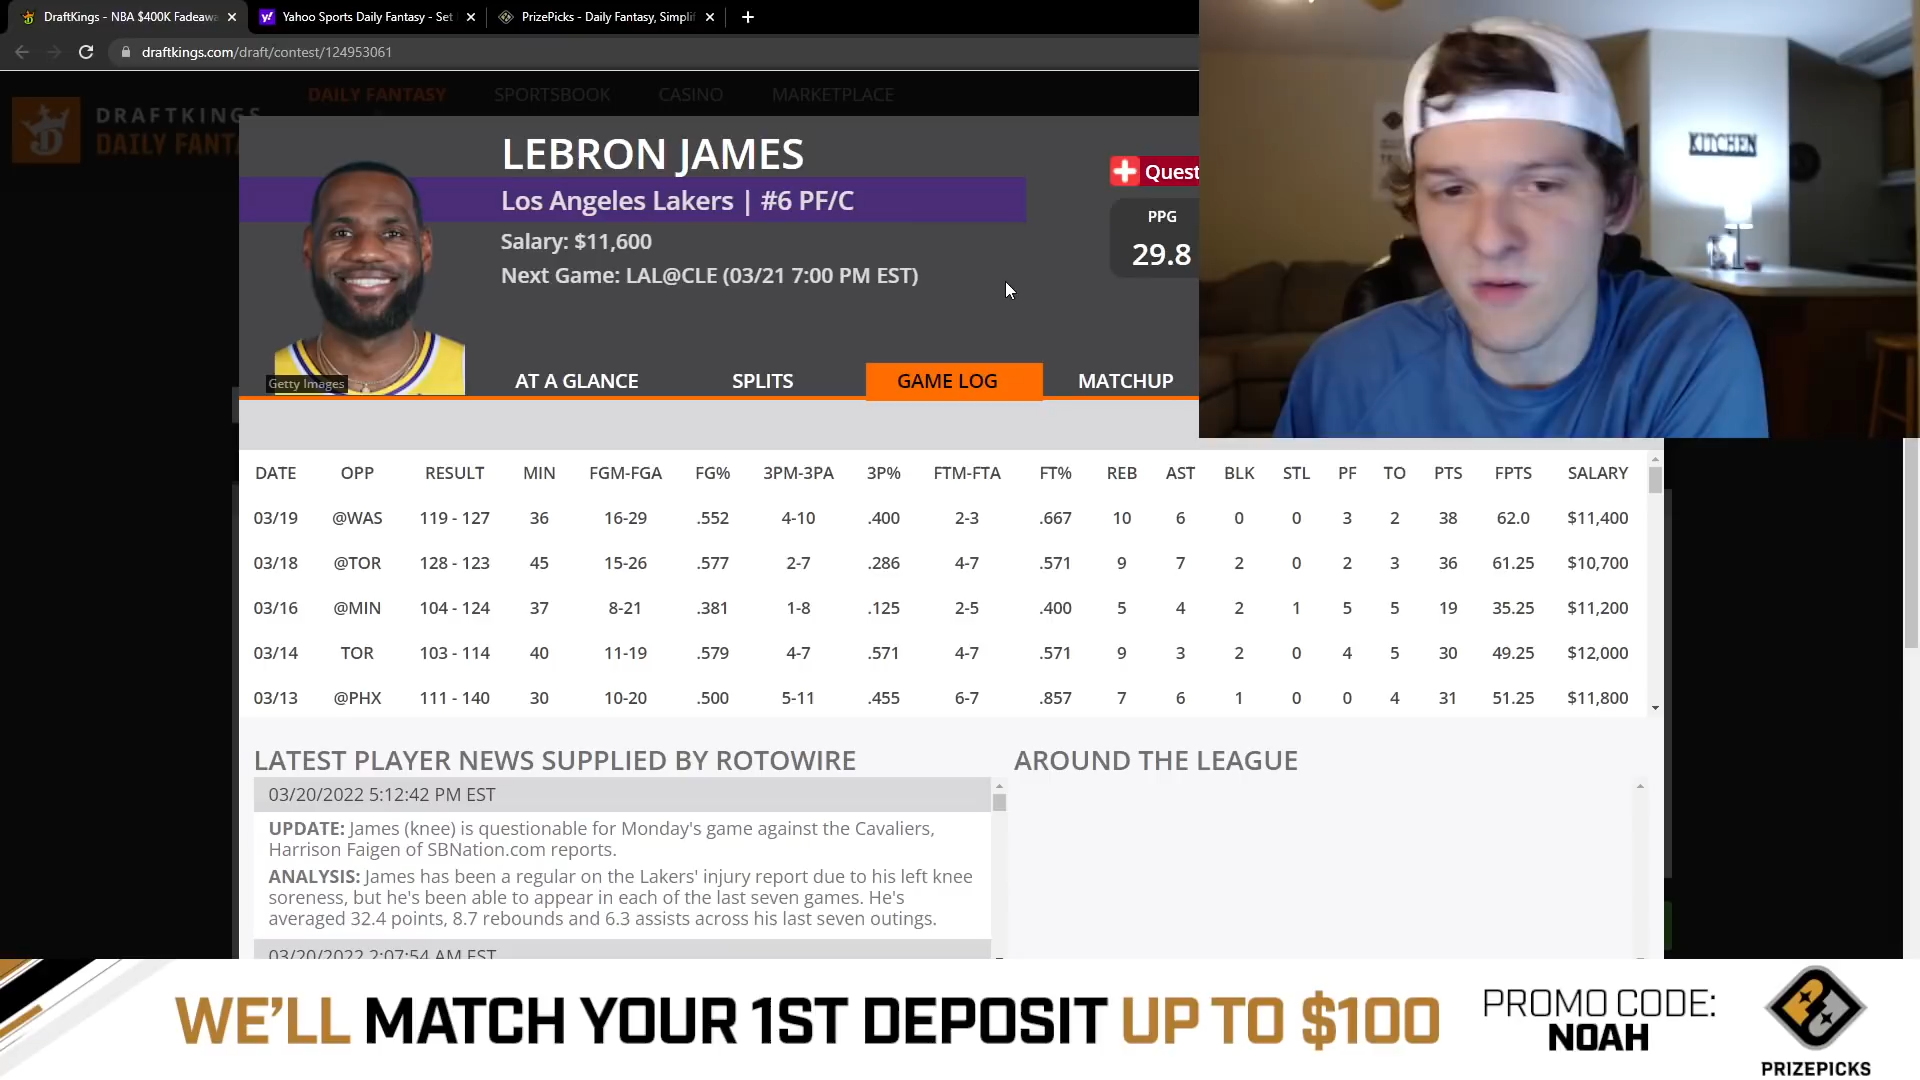 DraftKings - NBA $400K Fadeaw
Yahoo Sports Daily Fantasy - Set
PrizePicks - Daily Fantasy, Simplif
draftkings.com/draft/contest/124953061
DRAFTKINGS
DAILY FANT
DAILY FANTASY SPORTSBOOK CASINO MARKETPLACE
LEBRON JAMES
Los Angeles Lakers | #6 PF/C
Salary: $11,600
Next Game: LAL@CLE (03/21 7:00 PM EST)
Quest
PPG
29.8
KITCHEN
Getty Images
AT A GLANCE SPLITS GAME LOG MATCHUP
DATE OPP RESULT MIN FGM-FGA FG% 3PM-3PA 3P% FTM-FTA FT% REB AST BLK STL PF TO PTS FPTS SALARY
03/19 @WAS 119 - 127 36 16-29 .552 4-10 .400 2-3 .667 10 6 0 0 3 2 38 62.0 $11,400
03/18 @TOR 128 - 123 45 15-26 .577 2-7 .286 4-7 .571 9 7 2 0 2 3 36 61.25 $10,700
03/16 @MIN 104 - 124 37 8-21 .381 1-8 .125 2-5 .400 5 4 2 1 5 5 19 35.25 $11,200
03/14 TOR 103 - 114 40 11-19 .579 4-7 .571 4-7 .571 9 3 2 0 4 5 30 49.25 $12,000
03/13 @PHX 111 - 140 30 10-20 .500 5-11 .455 6-7 .857 7 6 1 0 0 4 31 51.25 $11,800
LATEST PLAYER NEWS SUPPLIED BY ROTOWIRE
03/20/2022 5:12:42 PM EST
UPDATE: James (knee) is questionable for Monday's game against the Cavaliers,
Harrison Faigen of SBNation.com reports.
ANALYSIS: James has been a regular on the Lakers' injury report due to his left knee
soreness, but he's been able to appear in each of the last seven games. He's
averaged 32.4 points, 8.7 rebounds and 6.3 assists across his last seven outings.
03/20/2022 2:07:54 AM EST
AROUND THE LEAGUE
WE'LL MATCH YOUR 1ST DEPOSIT UP TO $100
PROMO CODE:
NOAH
PRIZEPICKS